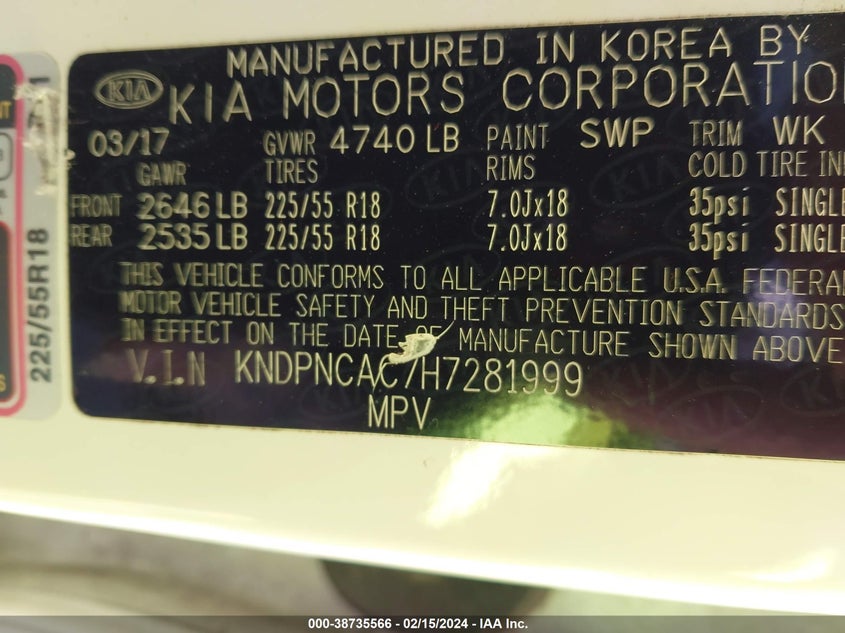 MANUFACTURED IN KOREA BY
KIA KIA MOTORS CORPORATIO
03/17 GVWR 4740 LB PAINT SWP TRIM WK
GAWR TIRES RIMS COLD TIRE IN
FRONT 2646 LB 225/55 R18 7.0Jx18 35psi SINGLE
REAR 2535 LB 225/55 R18 7.0Jx18 35psi SINGLE
THIS VEHICLE CONFORMS TO ALL APPLICABLE U.S.A. FEDERA
MOTOR VEHICLE SAFETY AND THEFT PREVENTION STANDARDS
IN EFFECT ON THE DATE OF MANUFACTURE SHOWN ABOVE
V.I.N KNDPNCAC7H7281999
MPV
225/55R18
000-38735566 - 02/15/2024 - IAA Inc.